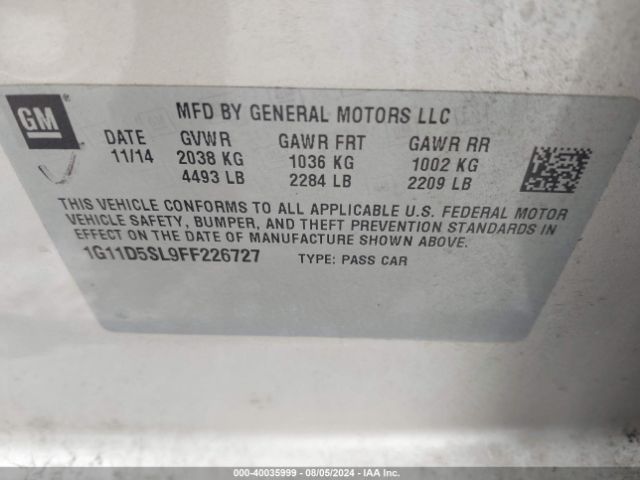 GM
MFD BY GENERAL MOTORS LLC
DATE GVWR GAWR FRT GAWR RR
11/14 2038 KG 1036 KG 1002 KG
4493 LB 2284 LB 2209 LB
THIS VEHICLE CONFORMS TO ALL APPLICABLE U.S. FEDERAL MOTOR
VEHICLE SAFETY, BUMPER, AND THEFT PREVENTION STANDARDS IN
EFFECT ON THE DATE OF MANUFACTURE SHOWN ABOVE.
1G11D5SL9FF226727 TYPE: PASS CAR
000-40035999 - 08/05/2024 - IAA Inc.